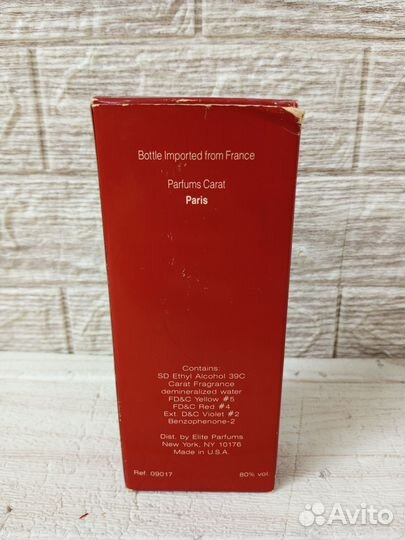 Bottle Imported from France
Parfums Carat
Paris
Contains:
SD Ethyl Alcohol 39C
Carat Fragrance
demineralized water
FD&C Yellow #5
FD&C Red #4
Ext. D&C Violet #2
Benzophenone-2
Dist. by Elite Parfums
New York, NY 10176
Made in U.S.A.
Ref. 09017 80% vol.
Avito